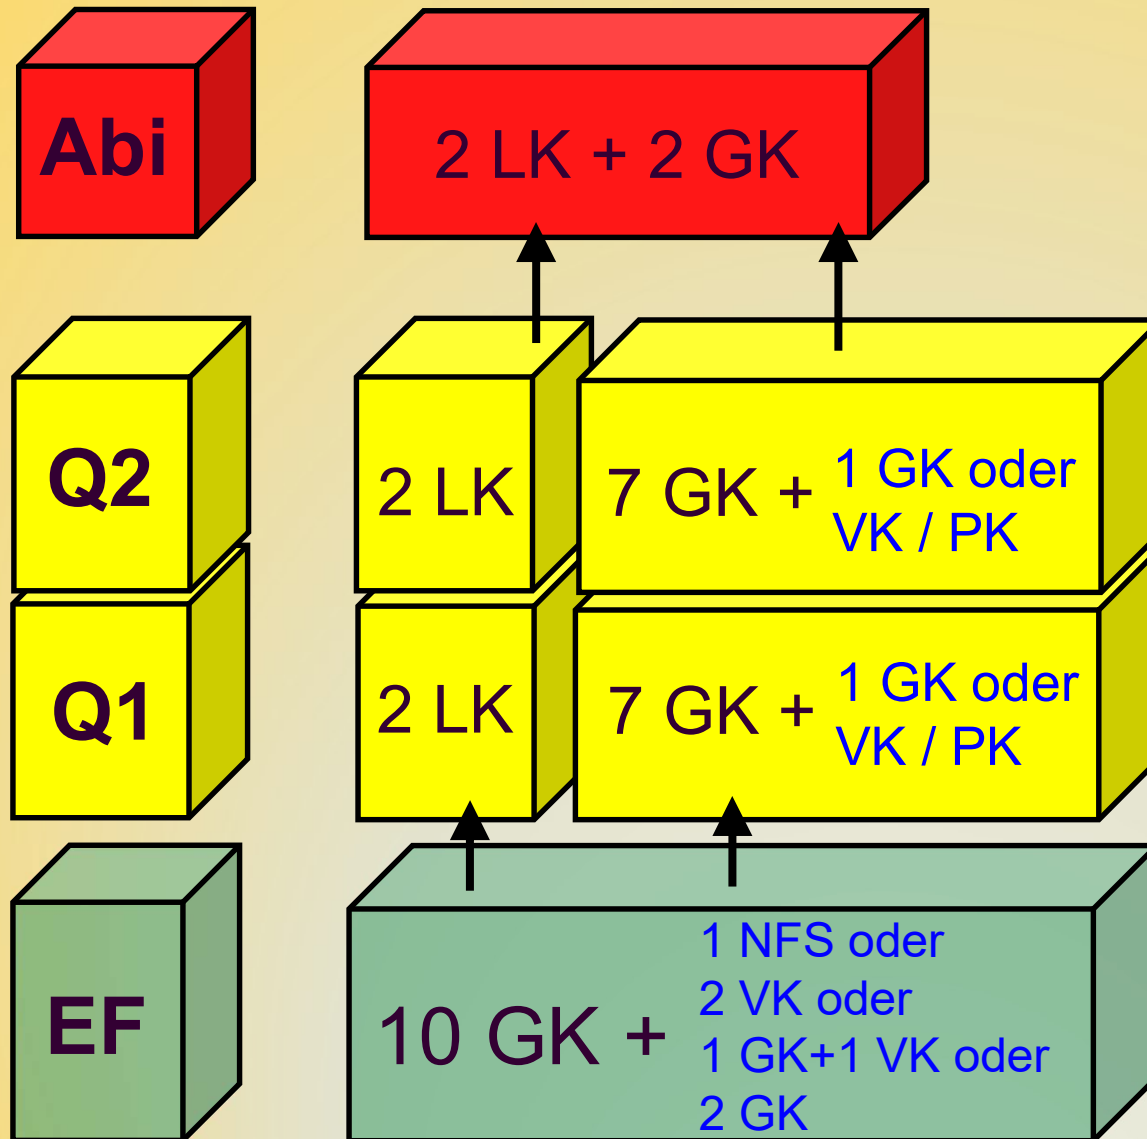 Abi
2 LK + 2 GK
Q2
2 LK
7 GK +
1 GK oder
VK / PK
Q1
2 LK
7 GK +
1 GK oder
VK / PK
EF
10 GK +
1 NFS oder
2 VK oder
1 GK+1 VK oder
2 GK